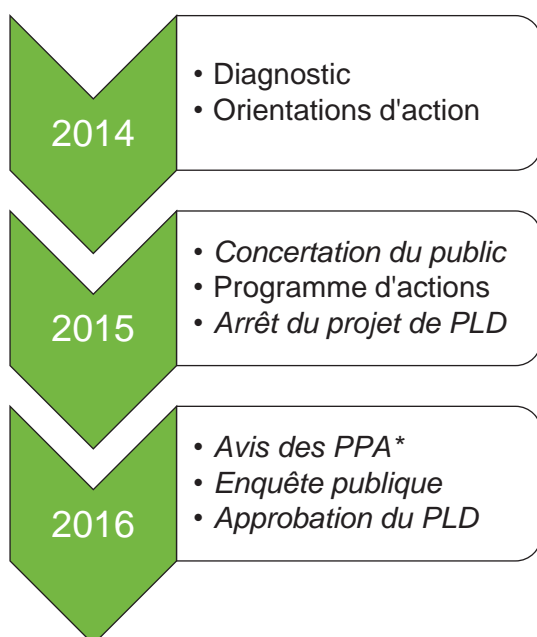 2014
• Diagnostic
• Orientations d'action
2015
• Concertation du public
• Programme d'actions
• Arrêt du projet de PLD
2016
• Avis des PPA*
• Enquête publique
• Approbation du PLD